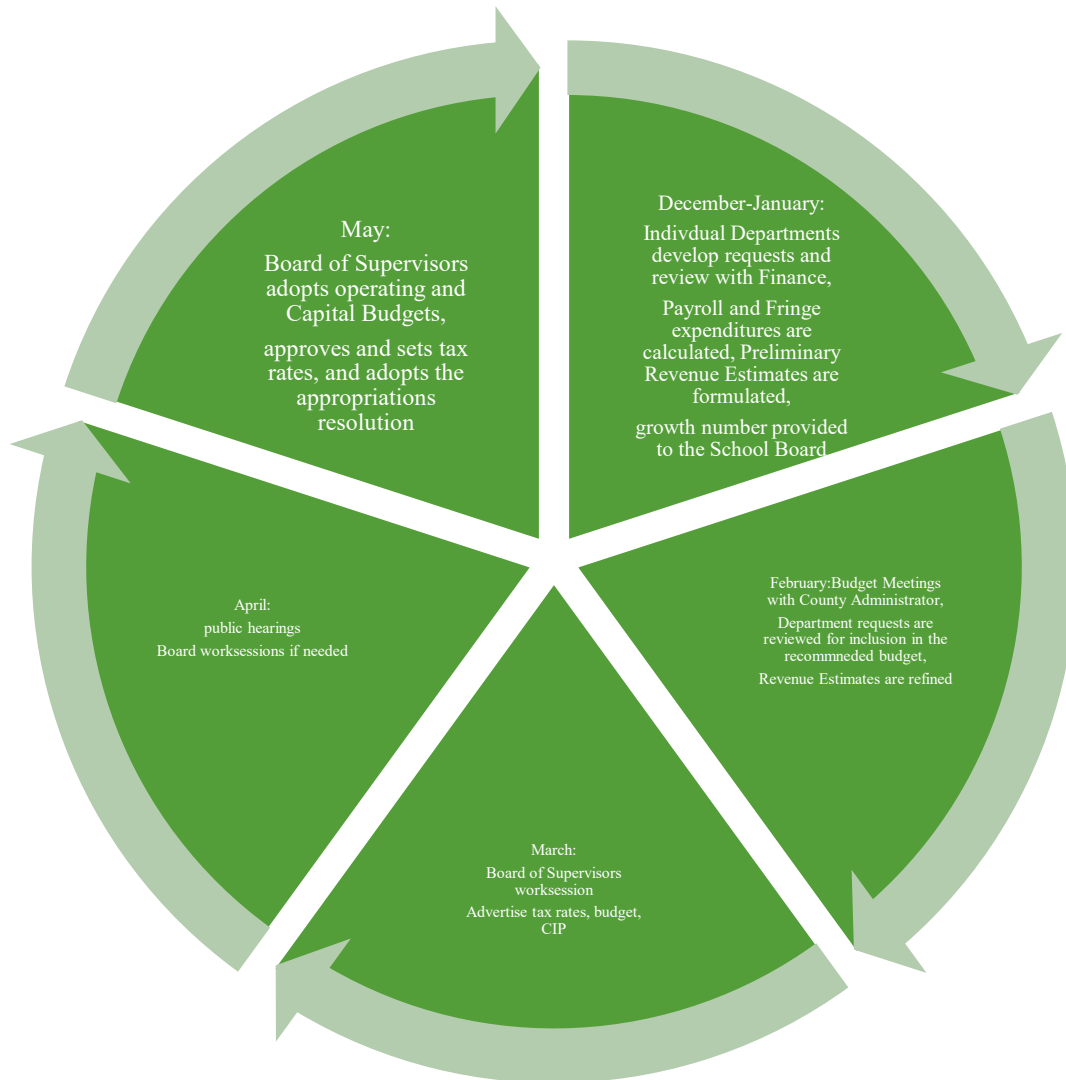 December-January:
Indivdual Departments
develop requests and
review with Finance,
Payroll and Fringe
expenditures are
calculated, Preliminary
Revenue Estimates are
formulated,
growth number provided
to the School Board
February:Budget Meetings
with County Administrator,
Department requests are
reviewed for inclusion in the
recommneded budget,
Revenue Estimates are refined
March:
Board of Supervisors
worksession
Advertise tax rates, budget,
CIP
April:
public hearings
Board worksessions if needed
May:
Board of Supervisors
adopts operating and
Capital Budgets,
approves and sets tax
rates, and adopts the
appropriations
resolution